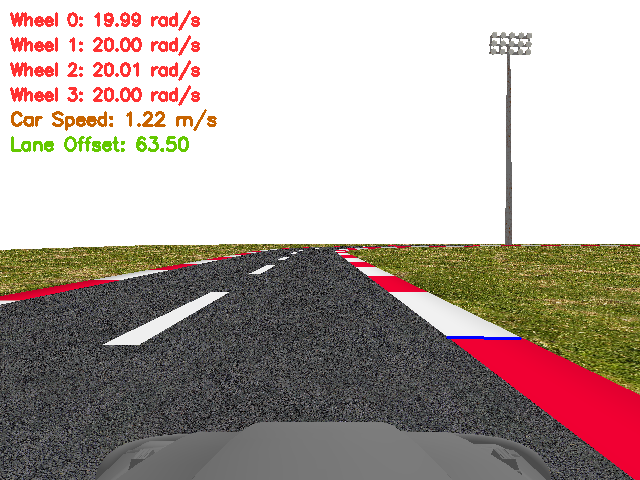 Wheel 0: 19.99 rad/s
Wheel 1: 20.00 rad/s
Wheel 2: 20.01 rad/s
Wheel 3: 20.00 rad/s
Car Speed: 1.22 m/s
Lane Offset: 63.50